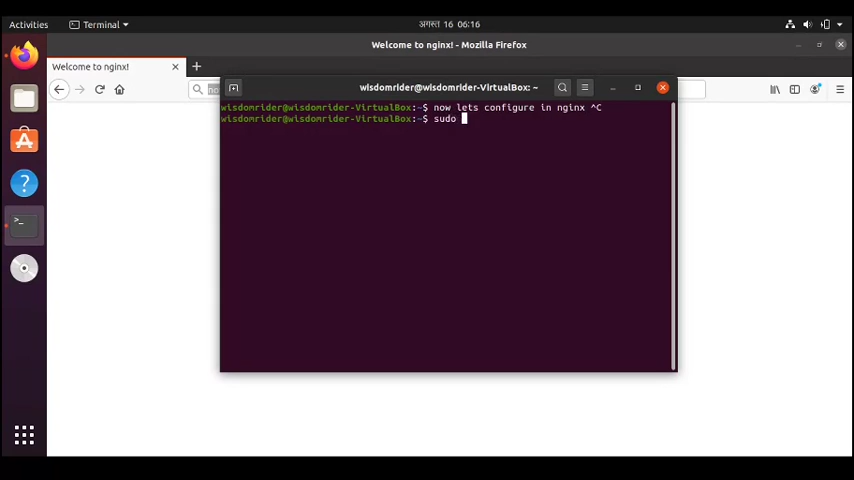 Activities
Terminal
अगस्त 16 06:16
Welcome to nginx! - Mozilla Firefox
Welcome to nginx!
wisdomrider@wisdomrider-VirtualBox: ~
wisdomrider@wisdomrider-VirtualBox:~$ now lets configure in nginx ^C
wisdomrider@wisdomrider-VirtualBox:~$ sudo